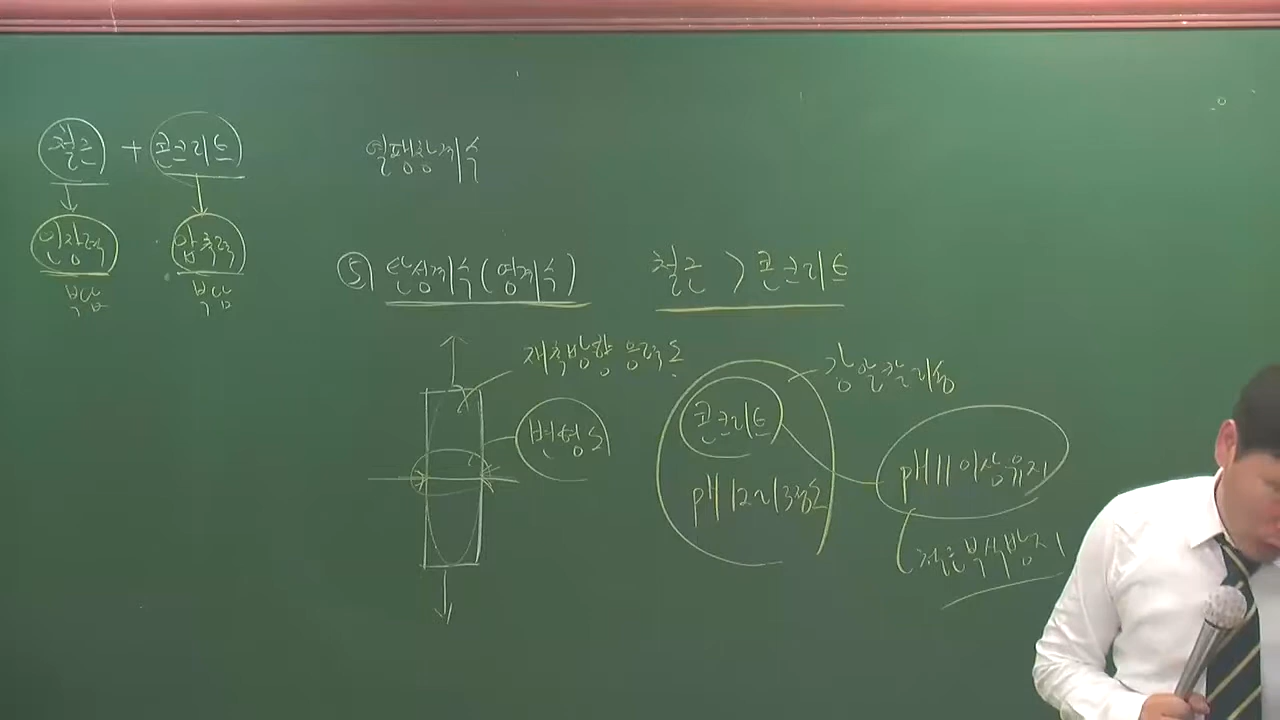 철근 + 콘크리트
인장력 압축력
부담 부담
열팽창계수
⑤ 탄성계수(영계수) 철근 > 콘크리트
재축방향 응력도
변형도
강알칼리성
콘크리트
pH 12~13정도
pH 11 이상 유지
철근 부식방지